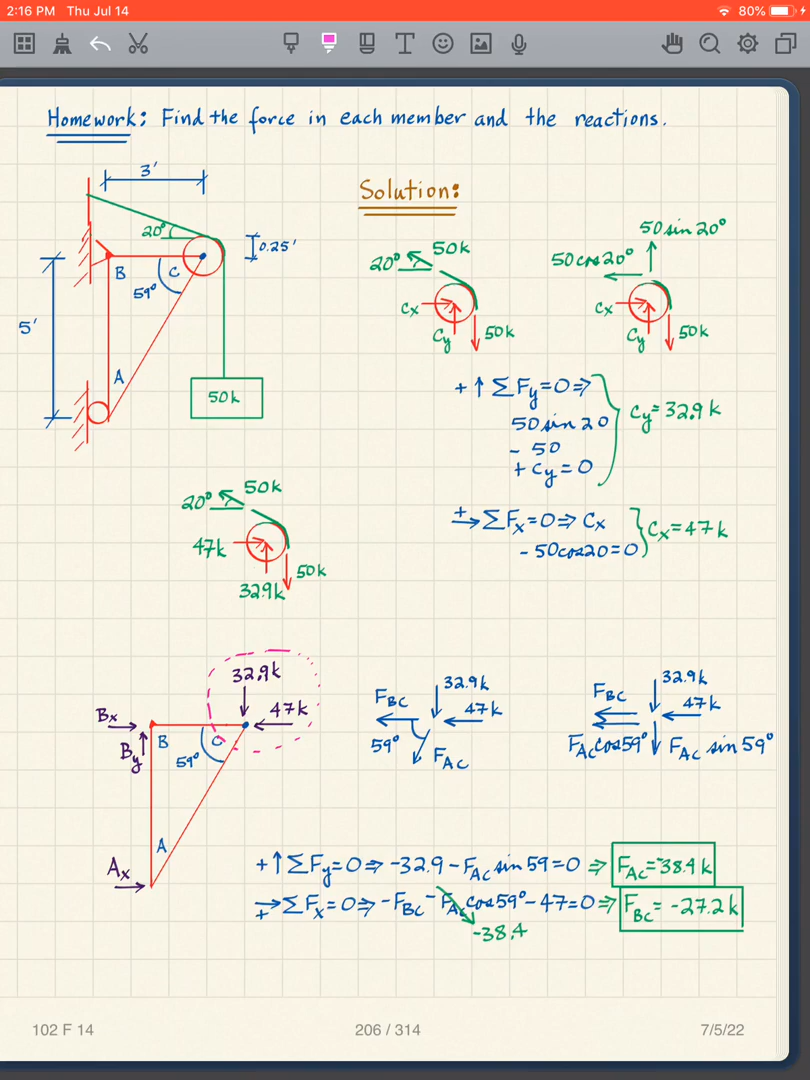 2:16 PM Thu Jul 14
80%
Homework: Find the force in each member and the reactions.
3'
Solution:
20°
0.25'
B
C
59°
5'
A
50k
20° 50k
Cx
Cy
50k
50 sin 20°
50 cos 20°
Cx
Cy
50k
+↑ΣFy=0⇒
50 sin 20
- 50
+ Cy = 0
Cy = 32.9 k
+→ΣFx=0⇒ Cx
- 50cos20=0
Cx=47k
20° 50k
47k
50k
32.9k
32.9k
47k
Bx
By
B
C
59°
A
Ax
32.9k
FBC
47k
59°
FAC
32.9k
FBC
47k
FAC cos 59°
FAC sin 59°
+↑ΣFy=0⇒ -32.9 - FAC sin 59=0 ⇒ FAC=-38.4 k
+→ΣFx=0⇒ -FBC - FAC cos 59° - 47=0⇒ FBC = -27.2 k
-38.4
102 F 14
206 / 314
7/5/22